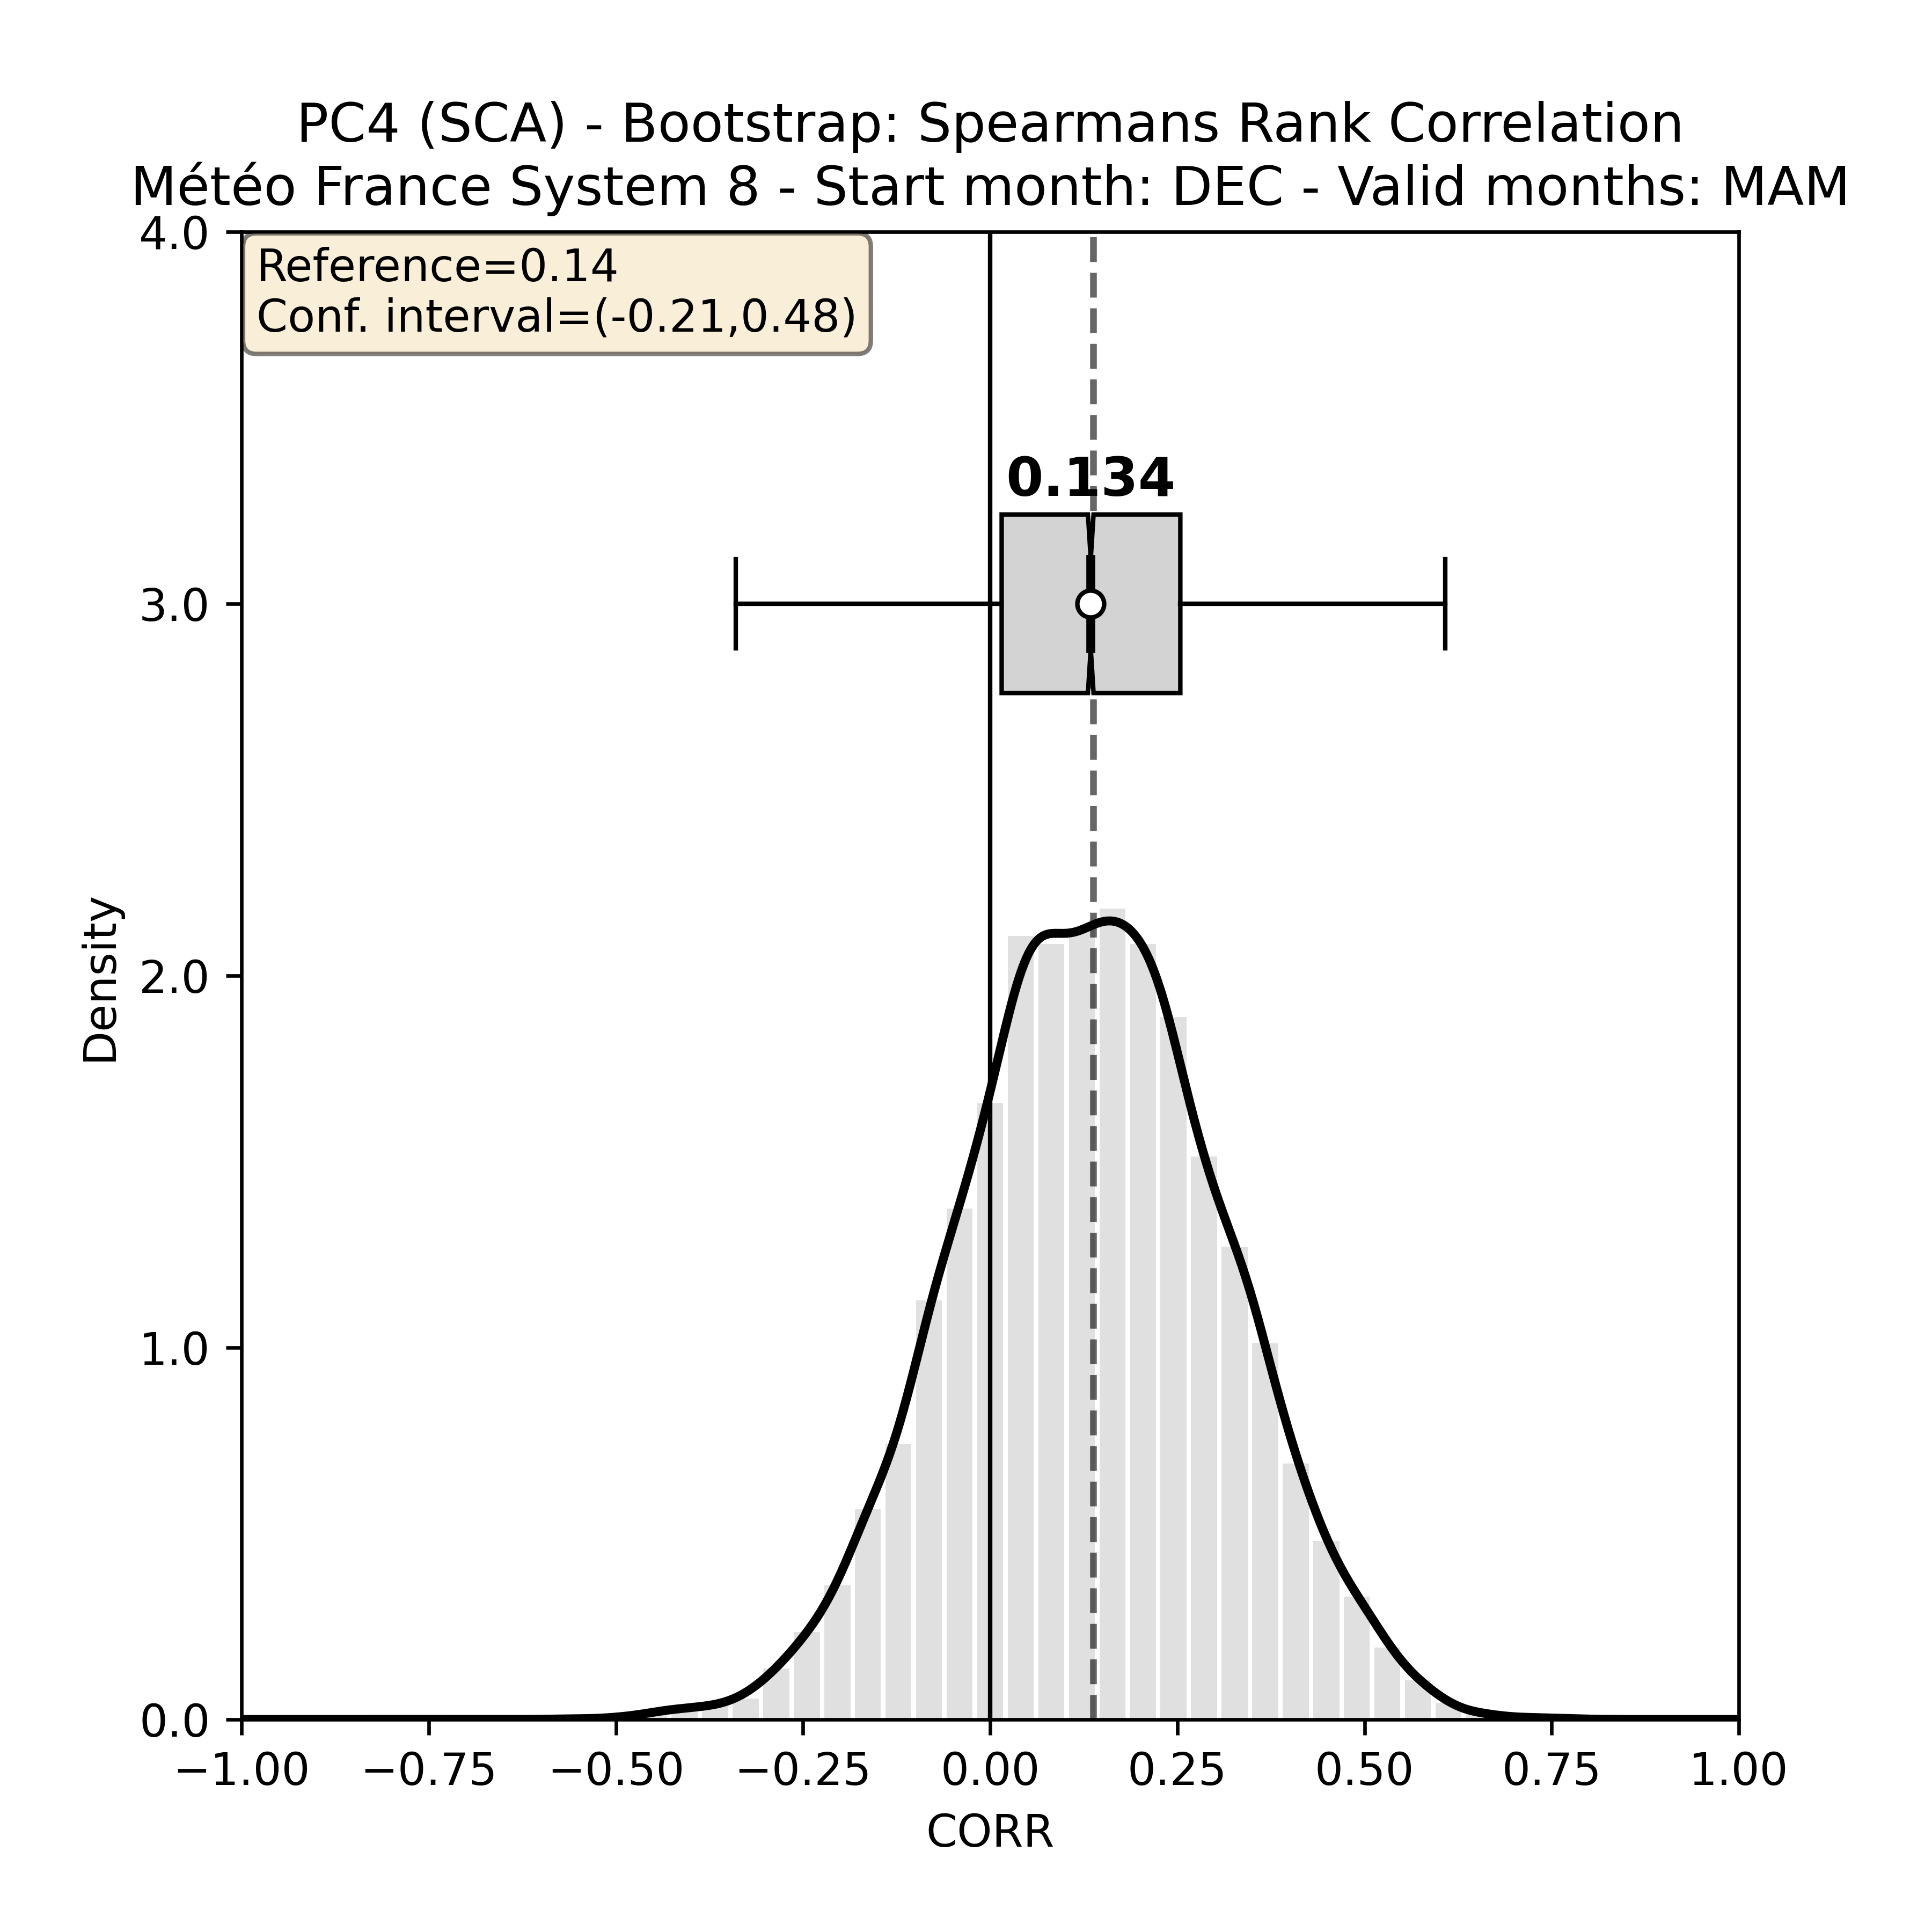 PC4 (SCA) - Bootstrap: Spearmans Rank Correlation
Météo France System 8 - Start month: DEC - Valid months: MAM
Reference=0.14
Conf. interval=(-0.21,0.48)
0.134
4.0
3.0
2.0
1.0
0.0
Density
−1.00 −0.75 −0.50 −0.25 0.00 0.25 0.50 0.75 1.00
CORR